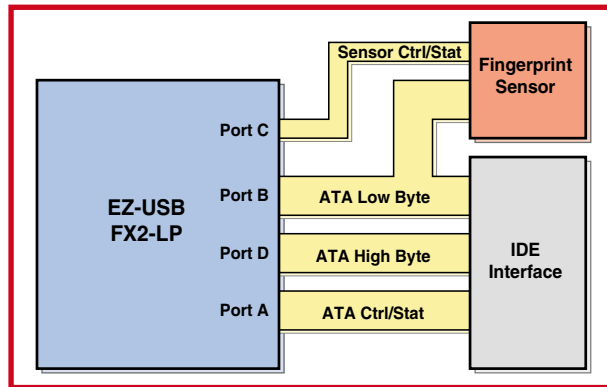 Sensor Ctrl/Stat
Fingerprint
Sensor
Port C
EZ-USB
FX2-LP
Port B
ATA Low Byte
Port D
ATA High Byte
IDE
Interface
Port A
ATA Ctrl/Stat